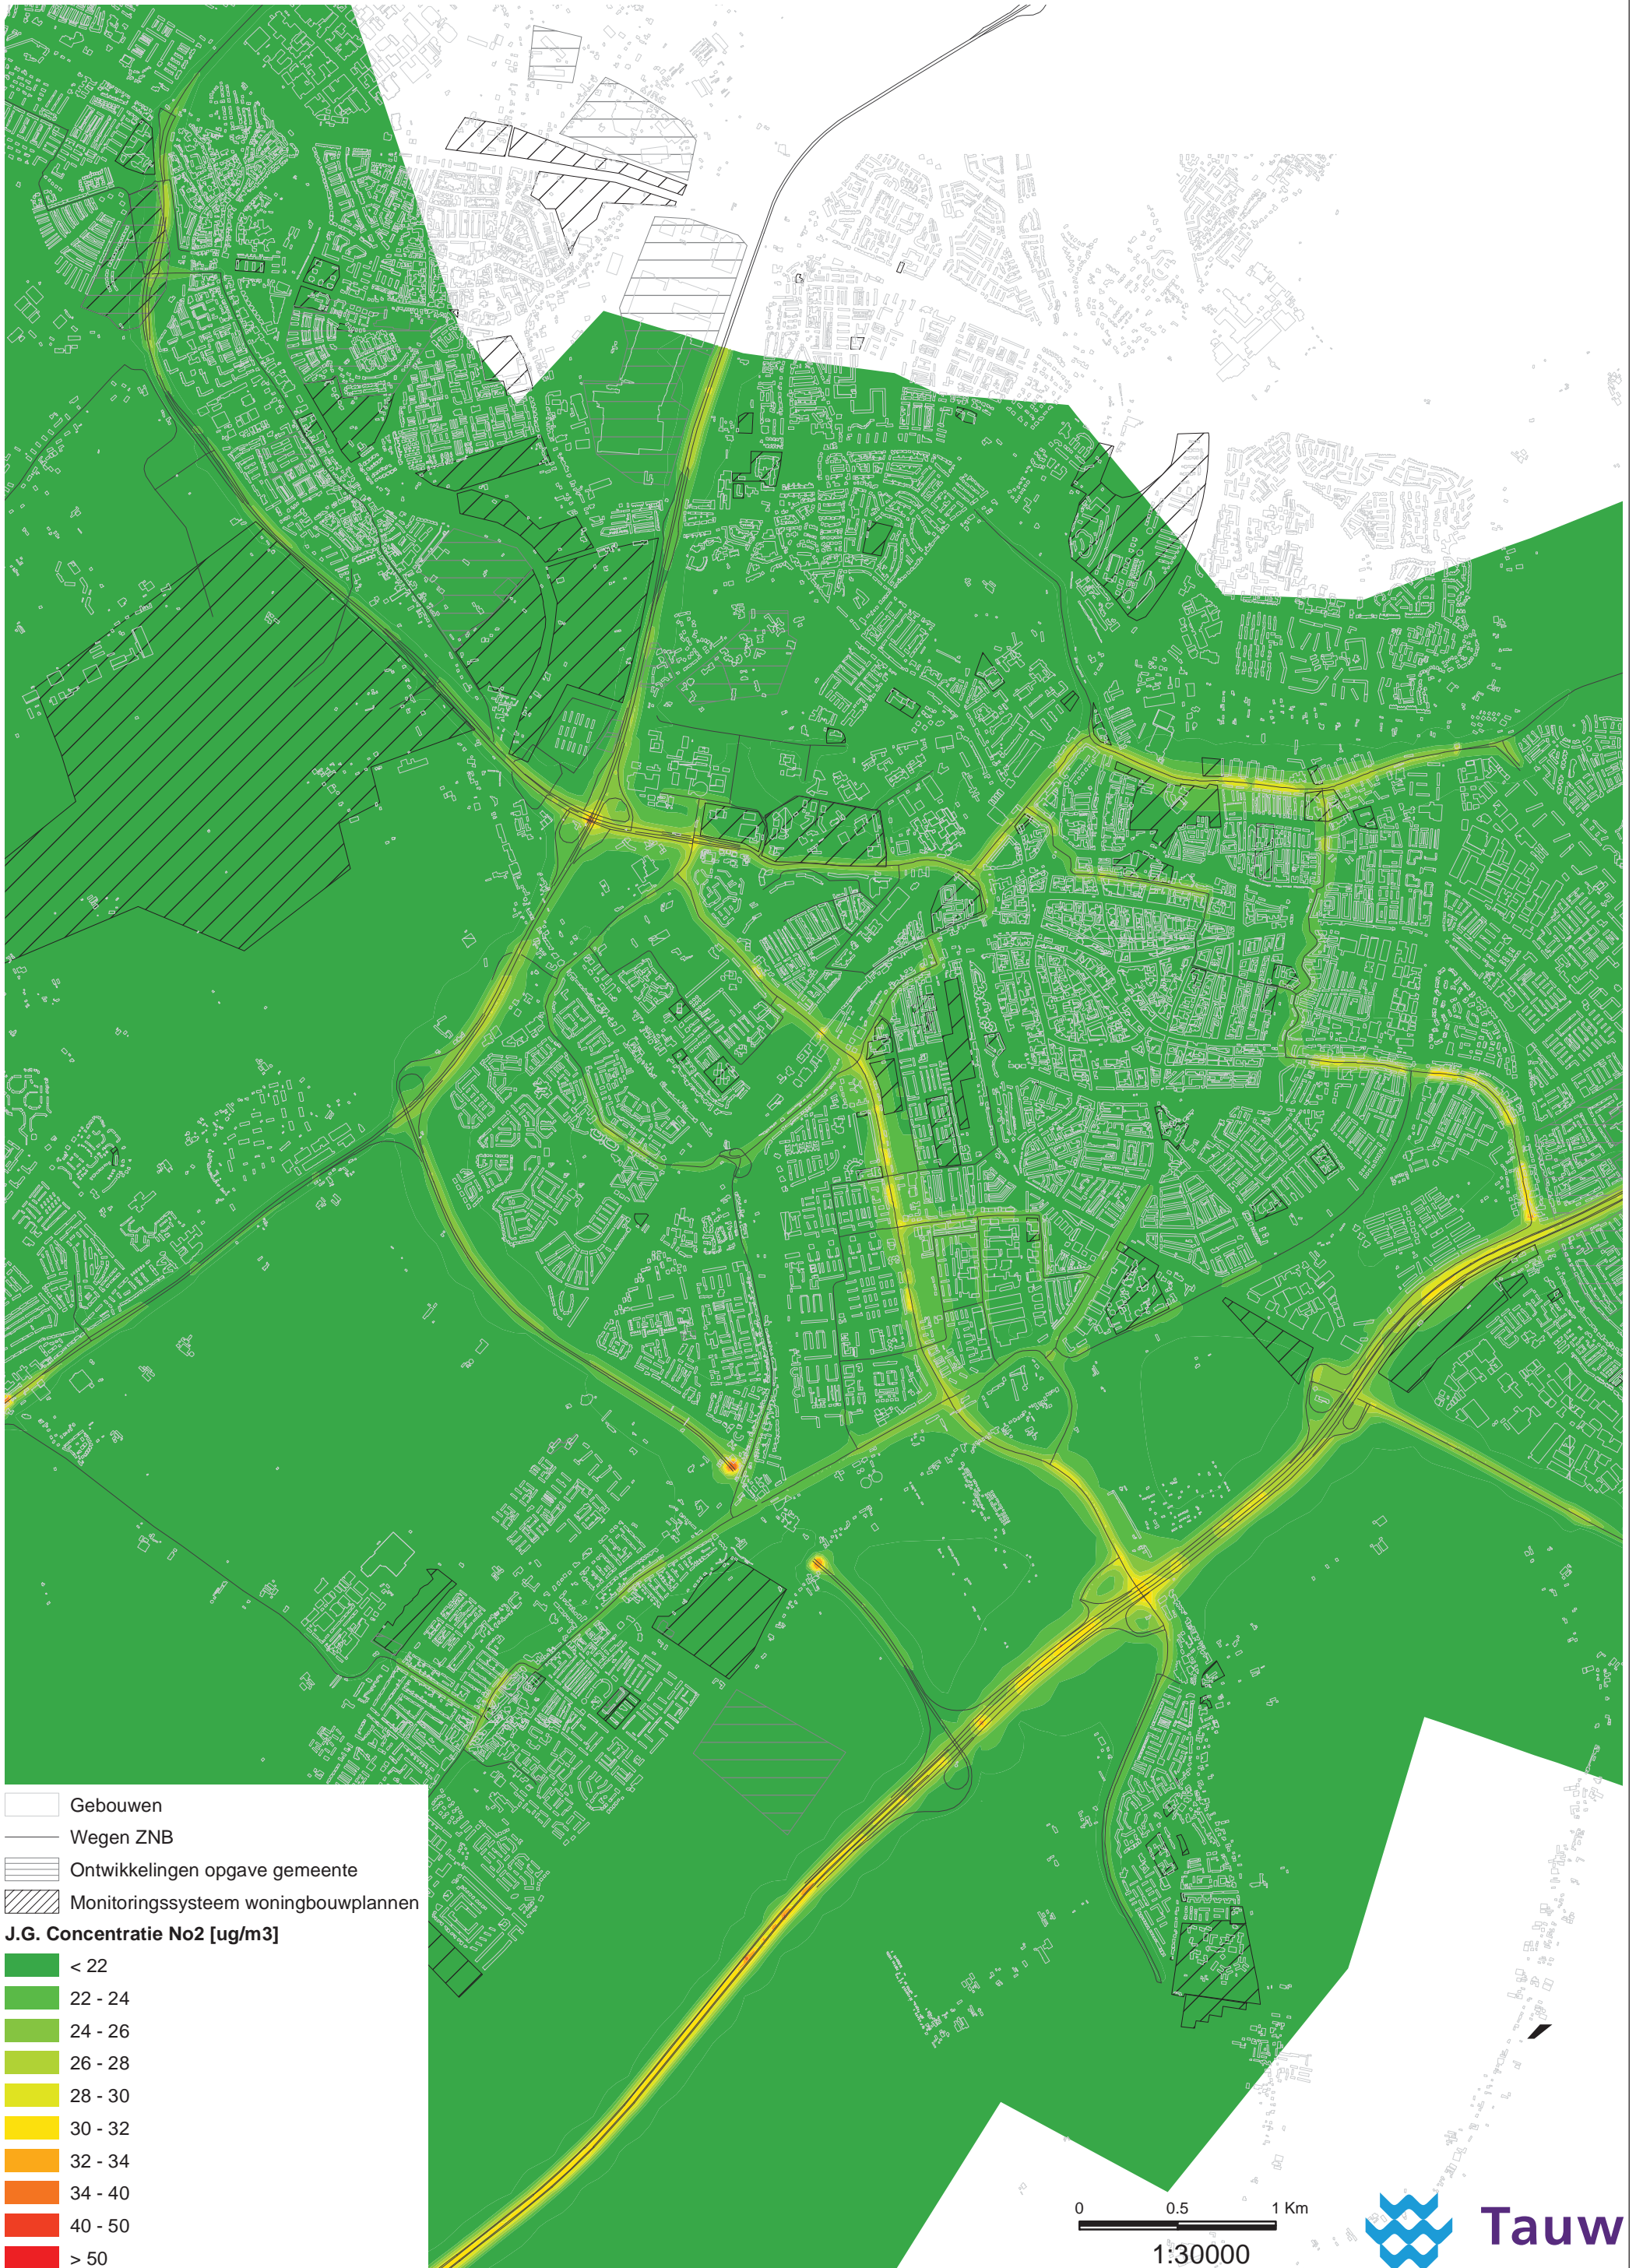 Gebouwen
Wegen ZNB
Ontwikkelingen opgave gemeente
Monitoringssysteem woningbouwplannen
J.G. Concentratie No2 [ug/m3]
< 22
22 - 24
24 - 26
26 - 28
28 - 30
30 - 32
32 - 34
34 - 40
40 - 50
> 50
0 0.5 1 Km
1:30000
Tauw